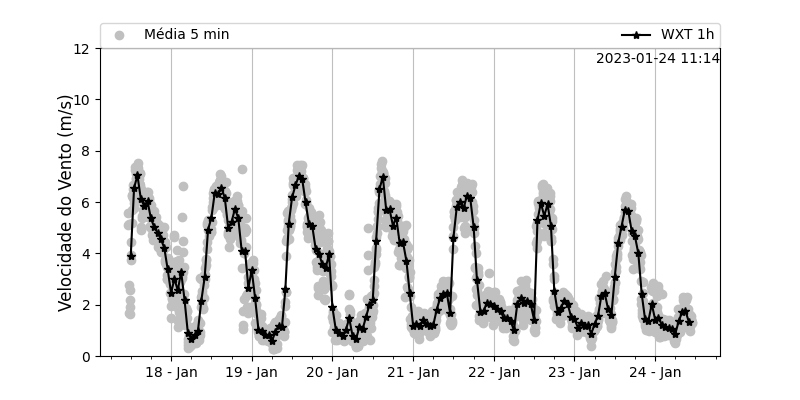 Média 5 min
WXT 1h
2023-01-24 11:14
Velocidade do Vento (m/s)
12
10
8
6
4
2
0
18 - Jan
19 - Jan
20 - Jan
21 - Jan
22 - Jan
23 - Jan
24 - Jan